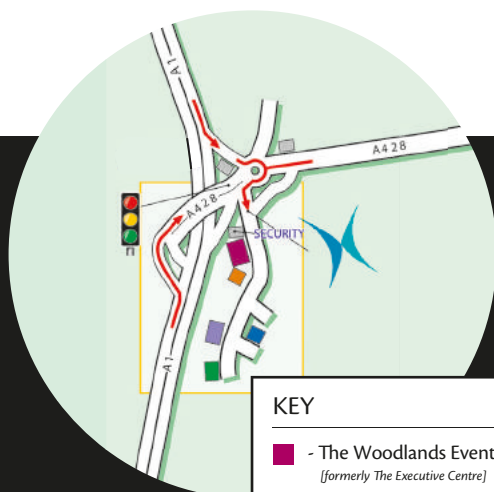 A1
A428
A428
SECURITY
A1
KEY
- The Woodlands Event
[formerly The Executive Centre]